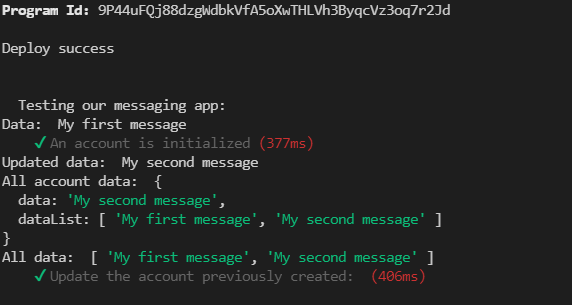 Program Id: 9P44uFQj88dzgWdbkVfA5oXwTHLVh3ByqcVz3oq7r2Jd
Deploy success
Testing our messaging app:
Data:  My first message
✓ An account is initialized (377ms)
Updated data:  My second message
All account data:  {
data: 'My second message',
dataList: [ 'My first message', 'My second message' ]
}
All data:  [ 'My first message', 'My second message' ]
✓ Update the account previously created:  (406ms)